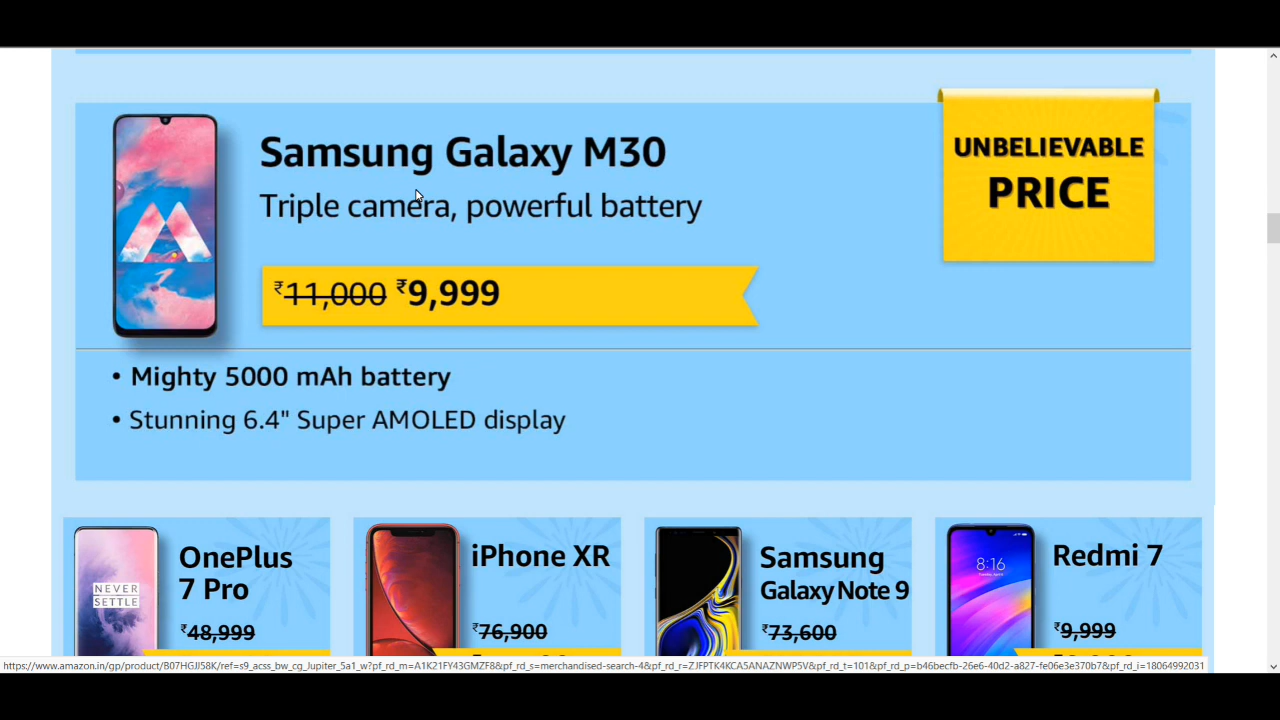 Samsung Galaxy M30
Triple camera, powerful battery
₹11,000 ₹9,999
UNBELIEVABLE
PRICE
• Mighty 5000 mAh battery
• Stunning 6.4" Super AMOLED display
OnePlus
7 Pro
₹48,999
NEVER
SETTLE
iPhone XR
₹76,900
Samsung
Galaxy Note 9
₹73,600
Redmi 7
₹9,999
8:16
https://www.amazon.in/gp/product/B07HGJJ58K/ref=s9_acss_bw_cg_Jupiter_5a1_w?pf_rd_m=A1K21FY43GMZF8&pf_rd_s=merchandised-search-4&pf_rd_r=ZJFPTK4KCA5ANAZNWP5V&pf_rd_t=101&pf_rd_p=b46becfb-26e6-40d2-a827-fe06e3e370b7&pf_rd_i=18064992031